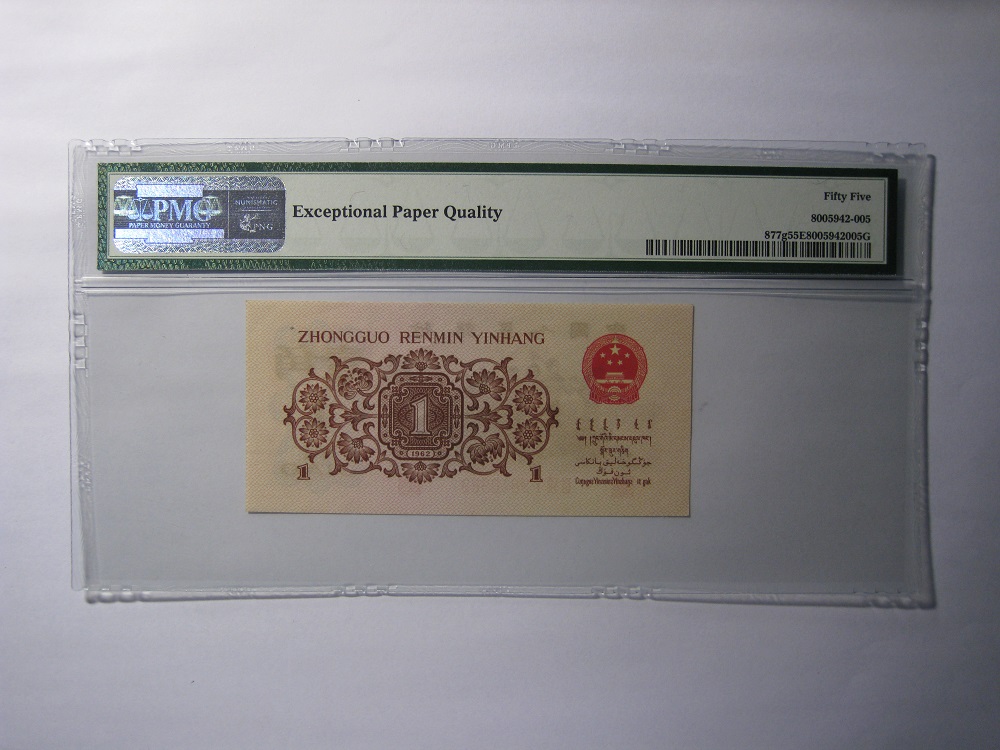 PMG
PAPER MONEY GUARANTY
NUMISMATIC
PNG
Exceptional Paper Quality
Fifty Five
8005942-005
877g55E8005942005G
ZHONGGUO RENMIN YINHANG
1
(1962)
1
1